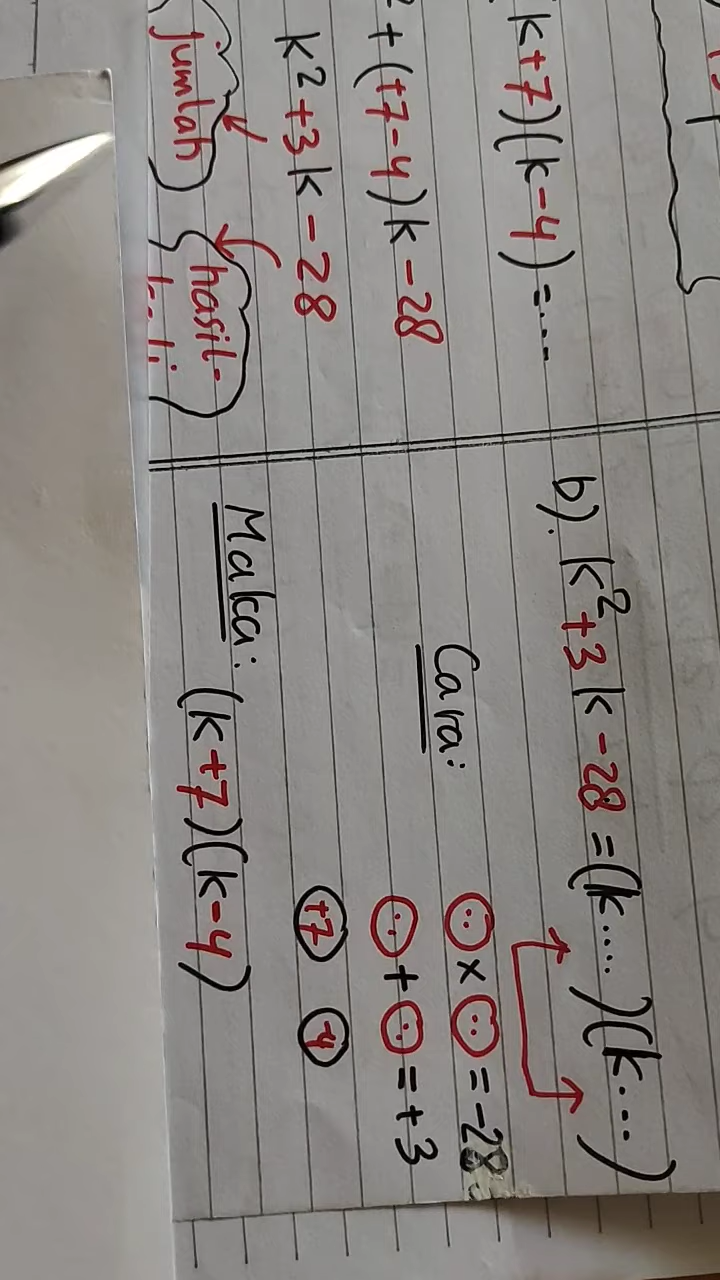 k+7)(k-4)=....
² + (+7-4)k - 28
k² + 3k - 28
jumlah
hasil-
b). k² + 3k - 28 = (k....)(k....)
Cara:
☺ x ☺ = -28
☺ + ☺ = +3
+7 -4
Maka: (k+7)(k-4)